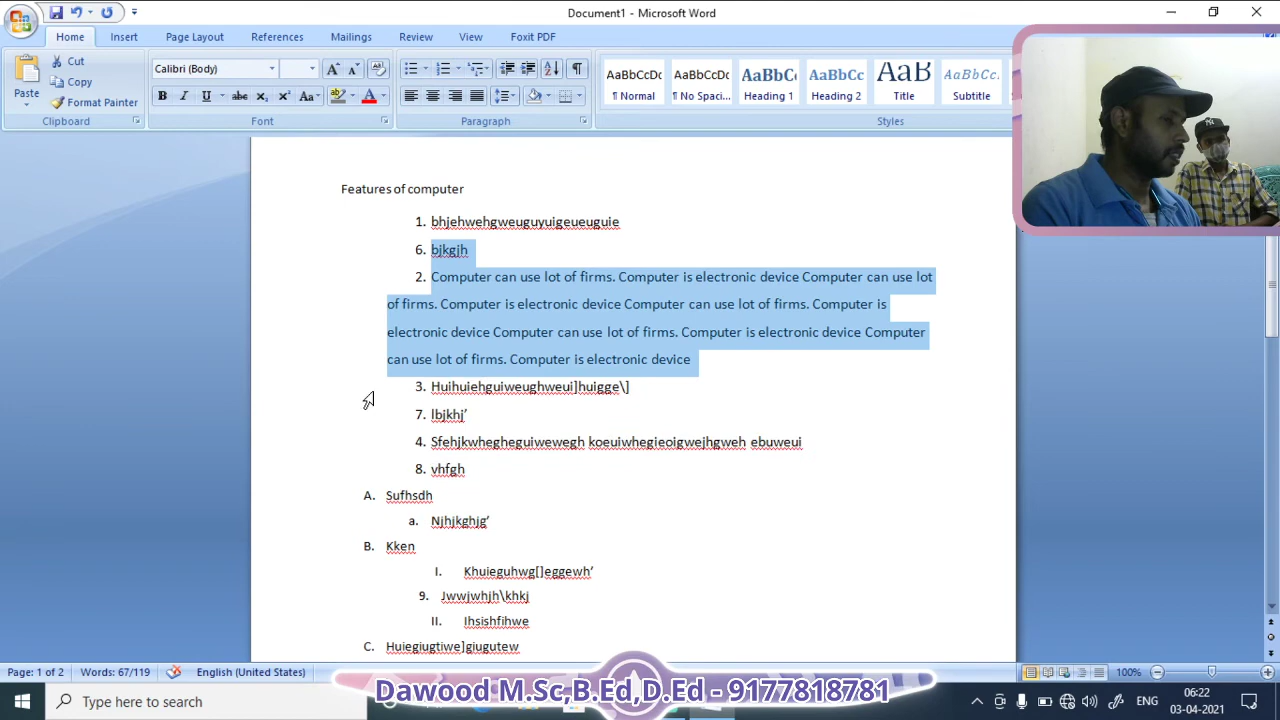 Document1 - Microsoft Word
Home Insert Page Layout References Mailings Review View Foxit PDF
Paste
Cut
Copy
Format Painter
Clipboard
Calibri (Body)
Font
Paragraph
AaBbCcDc AaBbCcDc AaBbCc AaBbCc AaB AaBbCc.
¶ Normal ¶ No Spaci... Heading 1 Heading 2 Title Subtitle
Styles
Features of computer
1. bhjehwehgweuguyuigeueuguie
6. bjkgjh
2. Computer can use lot of firms. Computer is electronic device Computer can use lot
of firms. Computer is electronic device Computer can use lot of firms. Computer is
electronic device Computer can use lot of firms. Computer is electronic device Computer
can use lot of firms. Computer is electronic device
3. Huihuiehguiweughweui]huigge\]
7. lbjkhj’
4. Sfehjkwhegheguiwewegh koeuiwhegieoigwejhgweh ebuweui
8. vhfgh
A. Sufhsdh
a. Njhjkghjg’
B. Kken
I. Khuieguhwg[]eggewh’
9. Jwwjwhjh\khkj
II. Ihsishfihwe
C. Huiegiugtiwe]giugutew
Page: 1 of 2 Words: 67/119 English (United States) 100%
Dawood M.Sc,B.Ed,D.Ed - 9177818781
Type here to search
ENG
06:22
03-04-2021